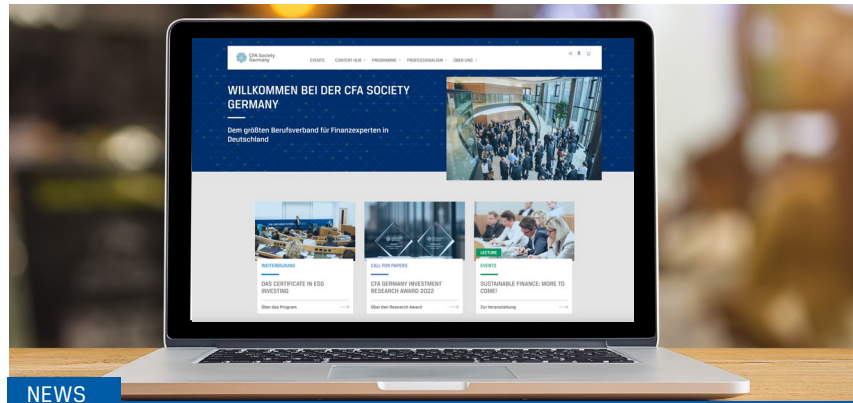 CFA Society
Germany
EVENTS CONTENT HUB PROGRAMME PROFESSIONALISM ÜBER UNS
WILLKOMMEN BEI DER CFA SOCIETY
GERMANY
Dem größten Berufsverband für Finanzexperten in
Deutschland
WEITERBILDUNG
DAS CERTIFICATE IN ESG
INVESTING
Über das Program
CALL FOR PAPERS
CFA GERMANY INVESTMENT
RESEARCH AWARD 2022
Über den Research Award
LECTURE
EVENTS
SUSTAINABLE FINANCE: MORE TO
COME!
Zur Veranstaltung
NEWS